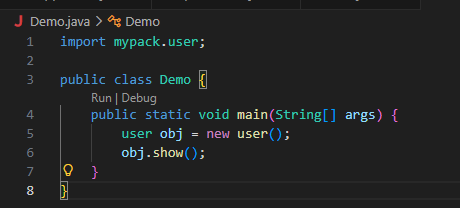 Demo.java > Demo
1 import mypack.user;
2
3 public class Demo {
Run | Debug
4 public static void main(String[] args) {
5 user obj = new user();
6 obj.show();
7 }
8 }